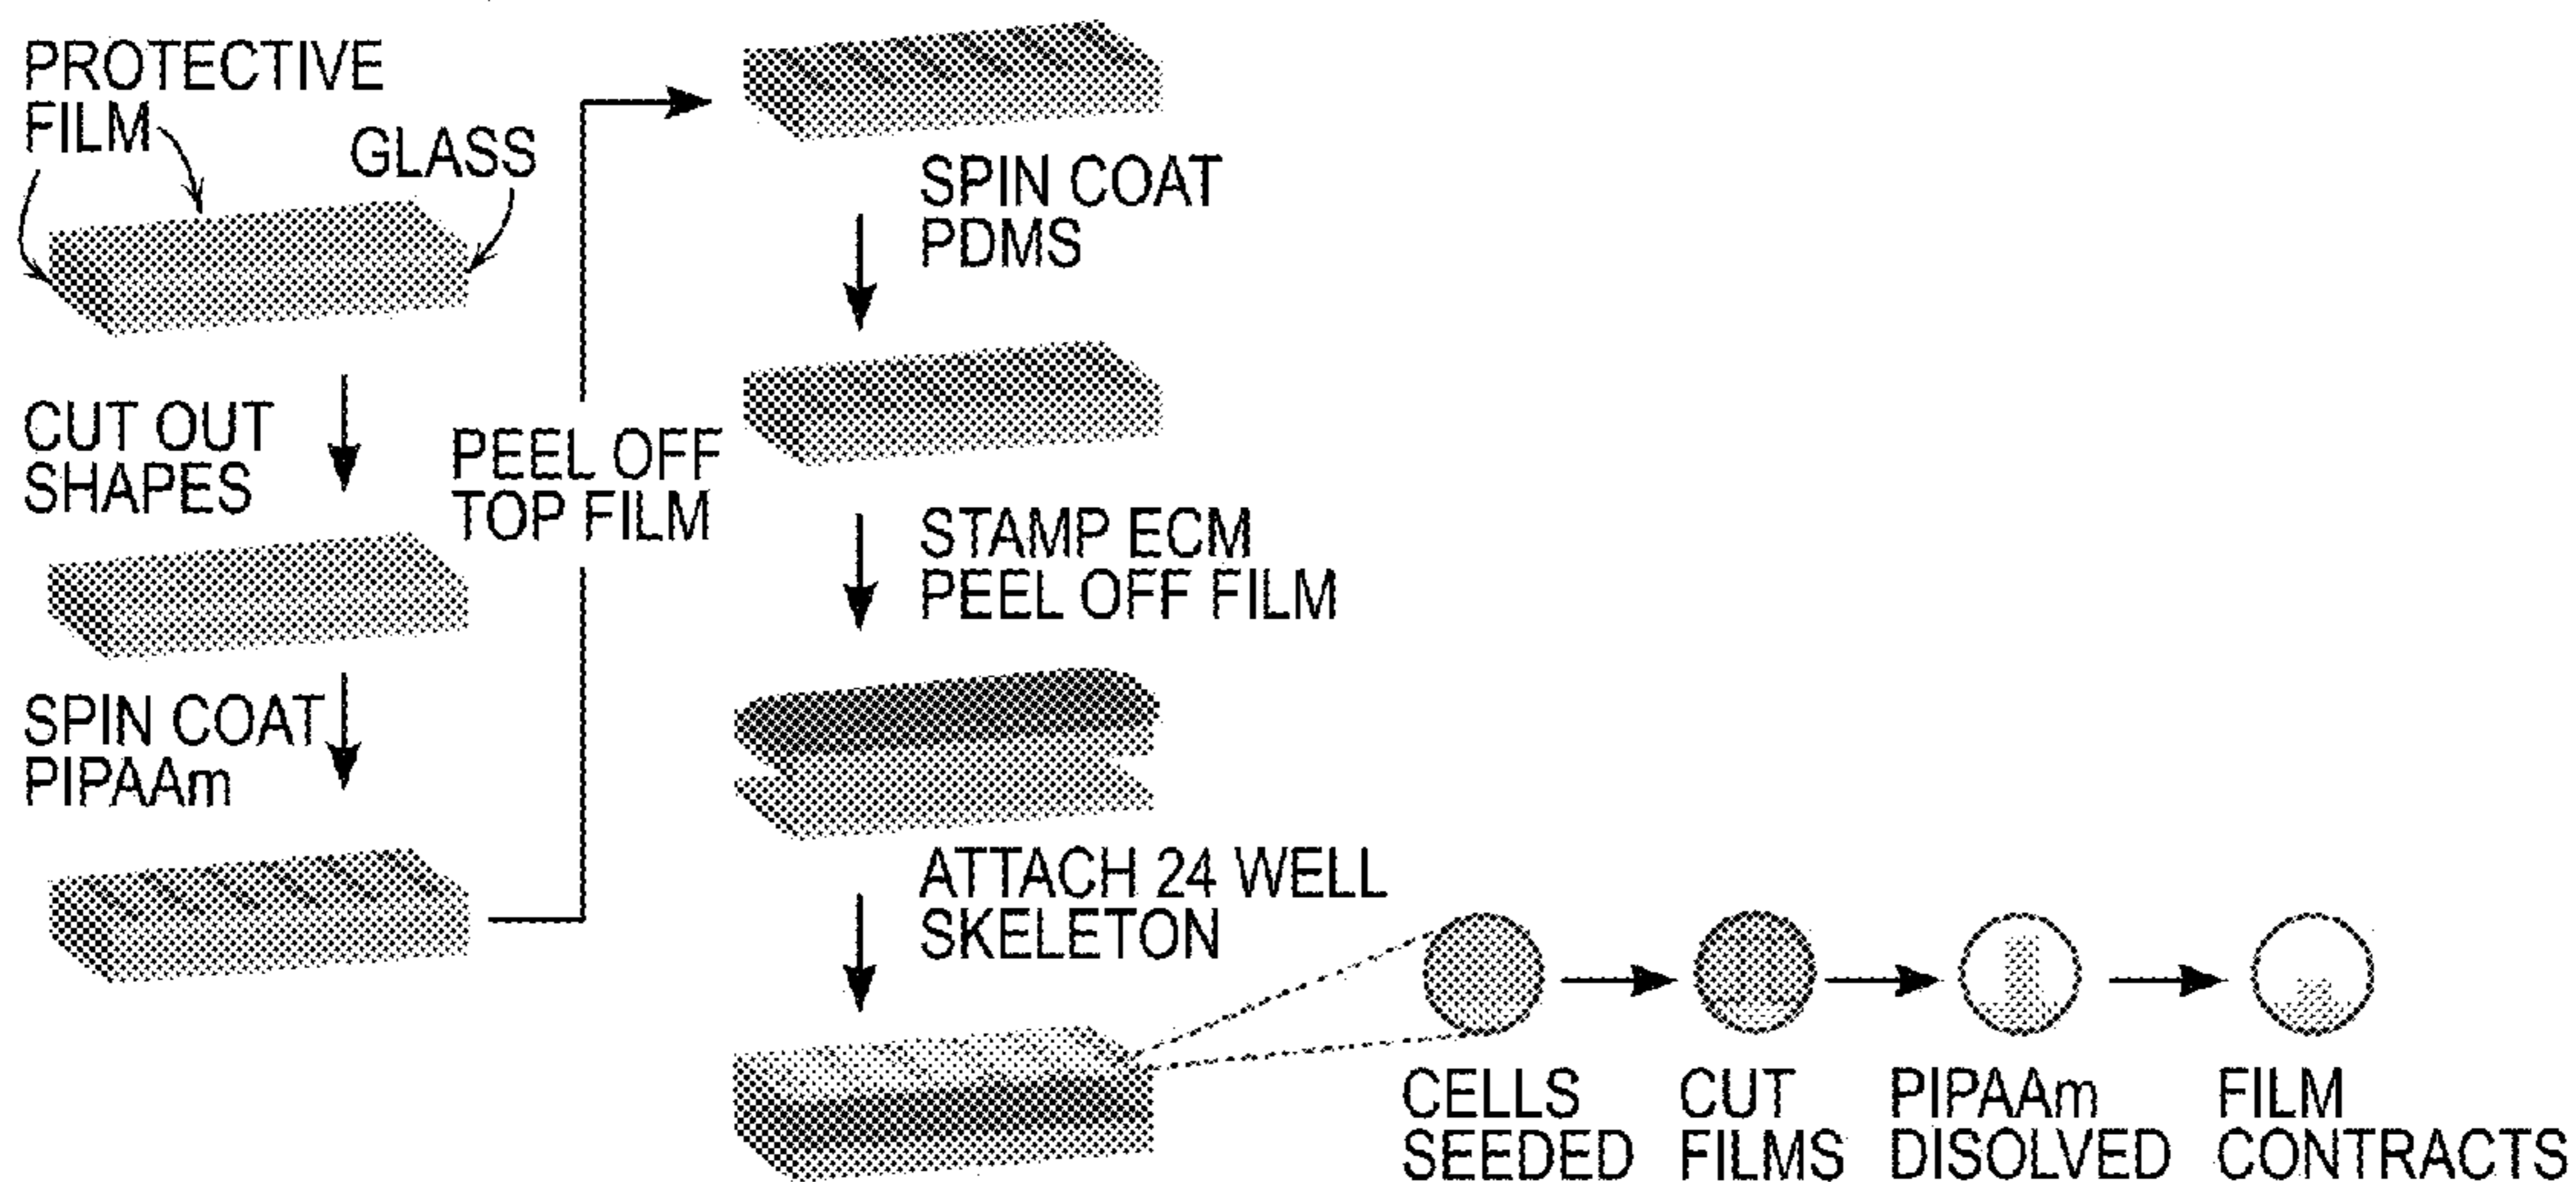 PROTECTIVE
FILM
GLASS
CUT OUT
SHAPES
SPIN COAT
PIPAAm
PEEL OFF
TOP FILM
SPIN COAT
PDMS
STAMP ECM
PEEL OFF FILM
ATTACH 24 WELL
SKELETON
CELLS
SEEDED
CUT
FILMS
PIPAAm
DISOLVED
FILM
CONTRACTS